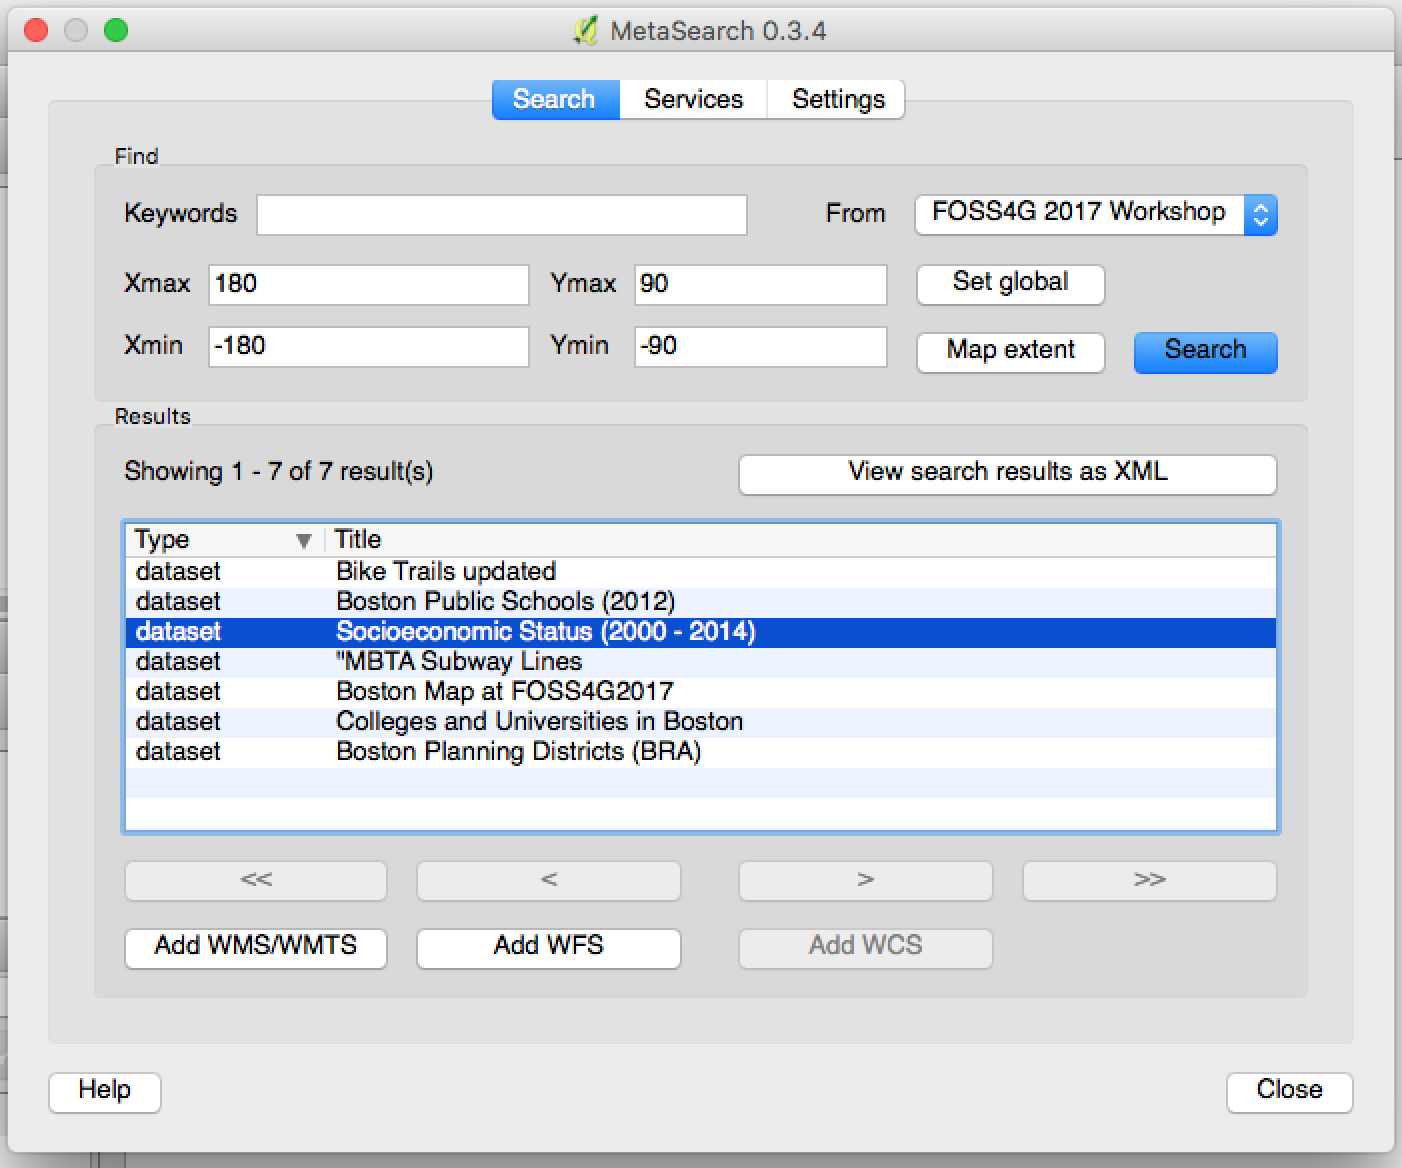 MetaSearch 0.3.4
Search Services Settings
Find
Keywords From FOSS4G 2017 Workshop
Xmax 180 Ymax 90 Set global
Xmin -180 Ymin -90 Map extent Search
Results
Showing 1 - 7 of 7 result(s) View search results as XML
Type Title
dataset Bike Trails updated
dataset Boston Public Schools (2012)
dataset Socioeconomic Status (2000 - 2014)
dataset "MBTA Subway Lines
dataset Boston Map at FOSS4G2017
dataset Colleges and Universities in Boston
dataset Boston Planning Districts (BRA)
<< < > >>
Add WMS/WMTS Add WFS Add WCS
Help Close